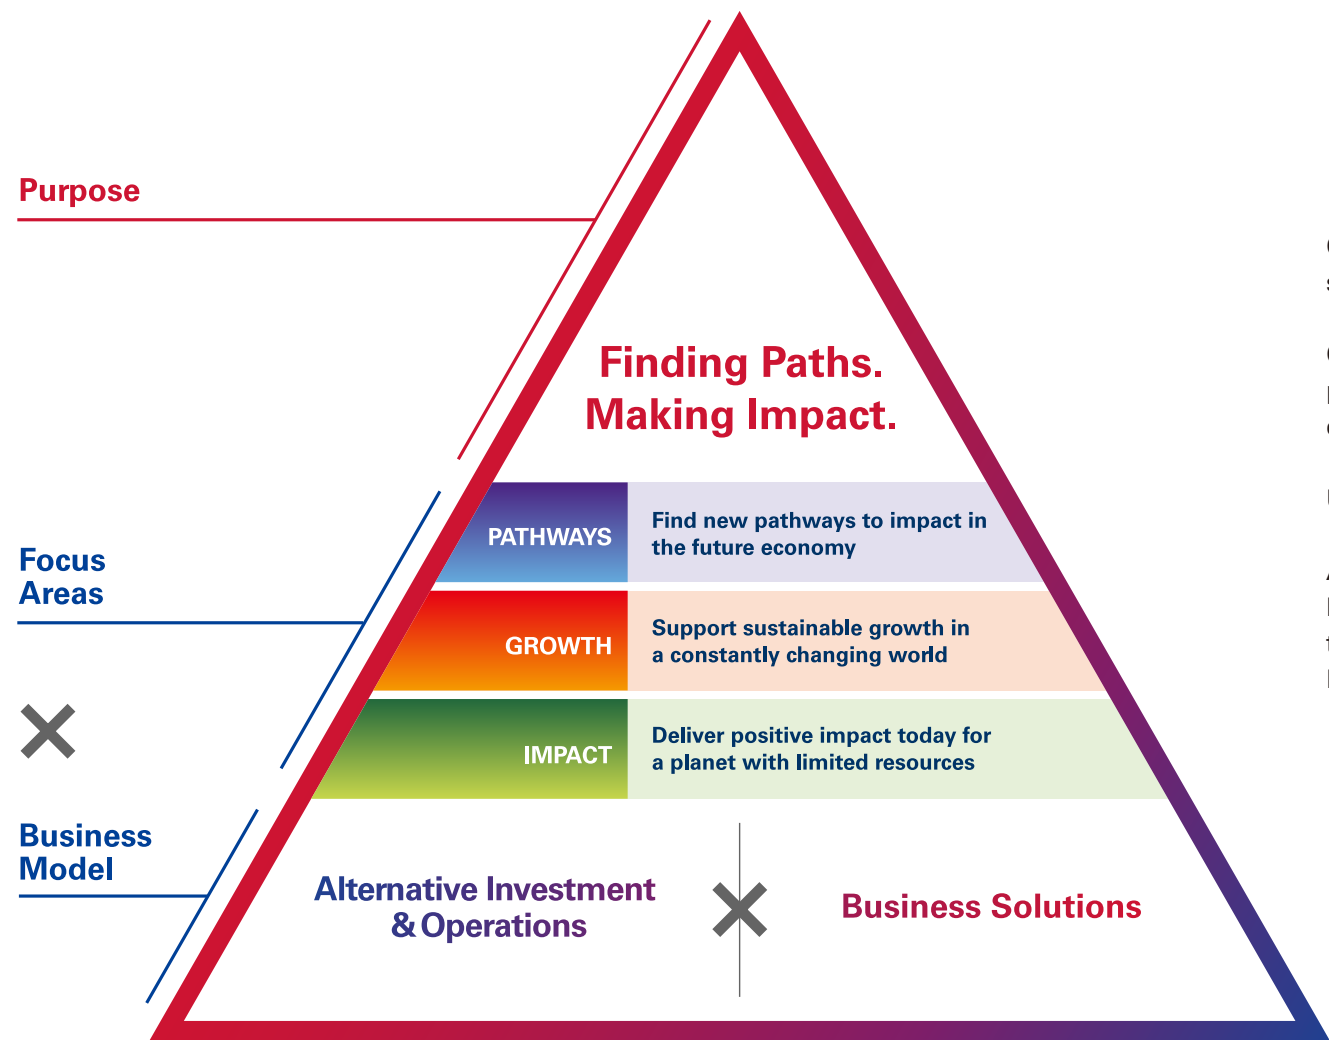 Purpose
Finding Paths.
Making Impact.
Focus
Areas
PATHWAYS
Find new pathways to impact in
the future economy
GROWTH
Support sustainable growth in
a constantly changing world
IMPACT
Deliver positive impact today for
a planet with limited resources
Business
Model
Alternative Investment
& Operations
Business Solutions